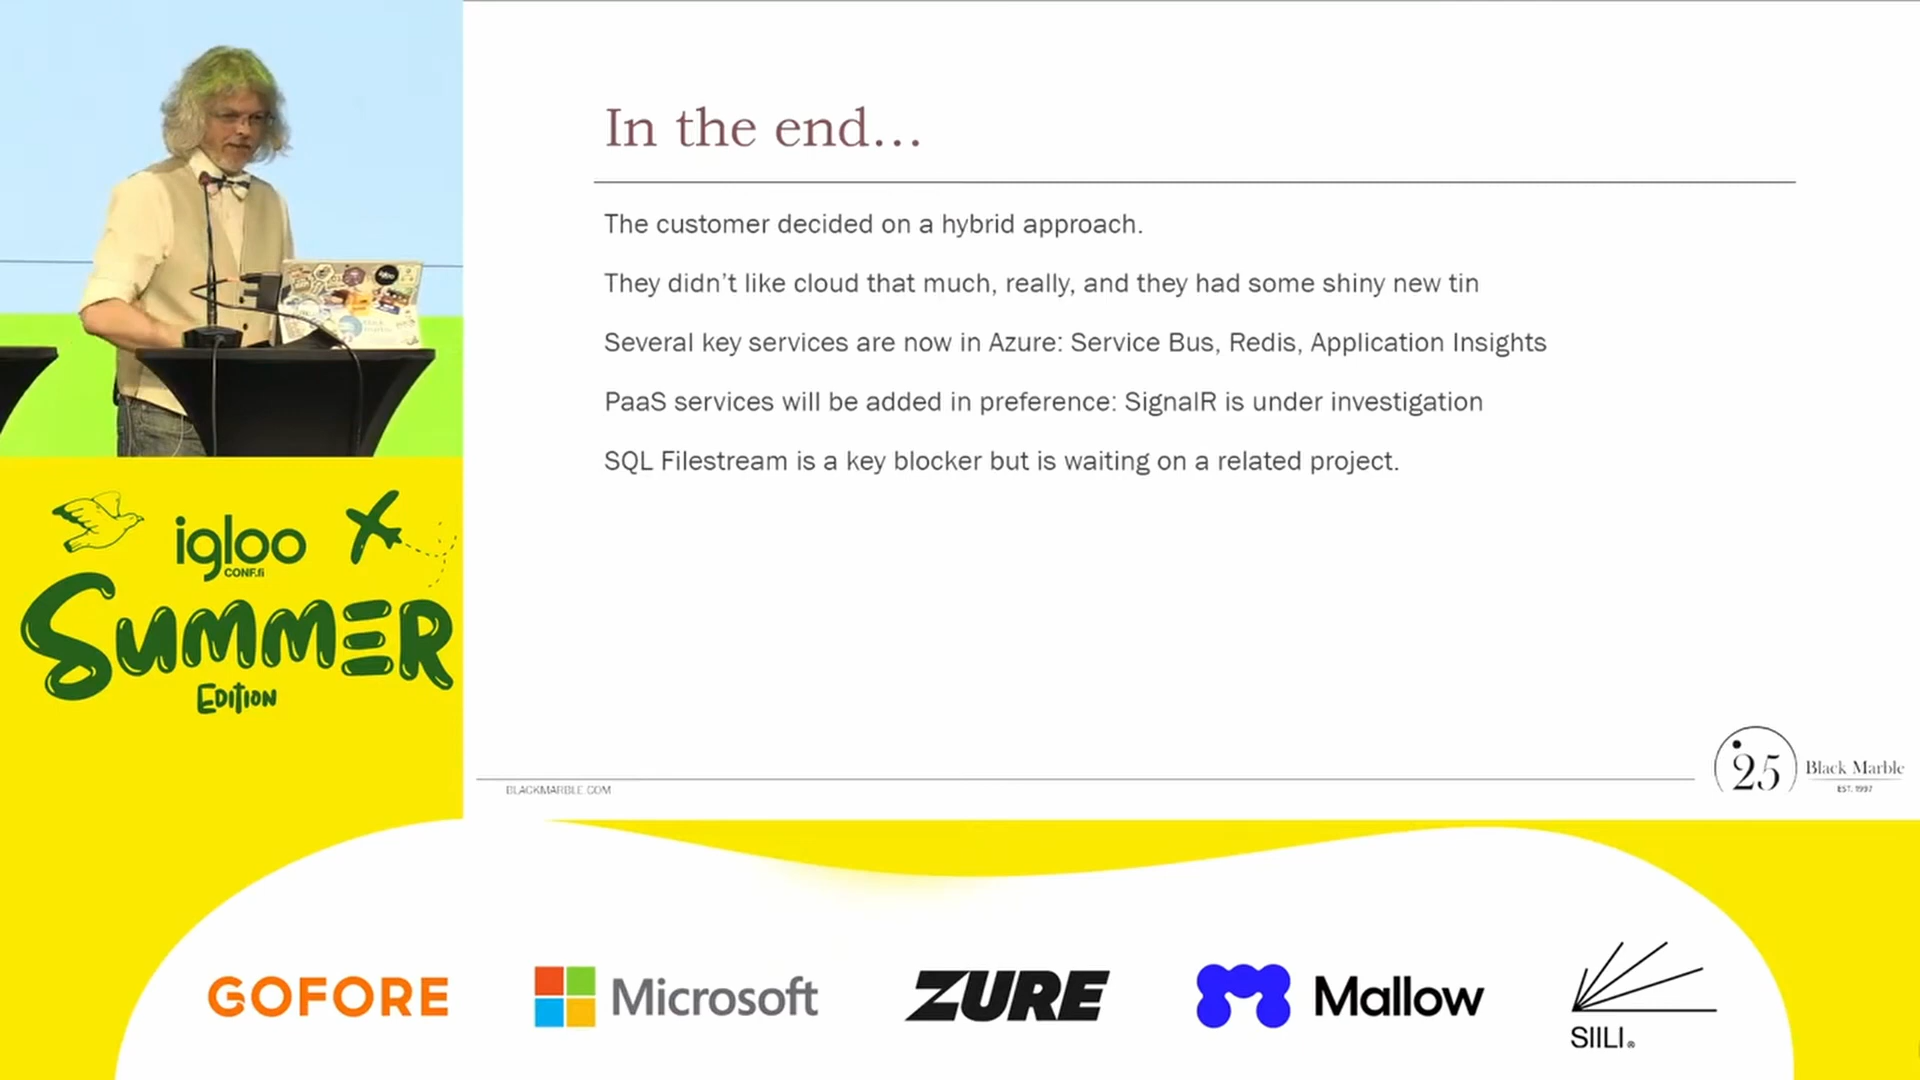 In the end...
The customer decided on a hybrid approach.
They didn't like cloud that much, really, and they had some shiny new tin
Several key services are now in Azure: Service Bus, Redis, Application Insights
PaaS services will be added in preference: SignalR is under investigation
SQL Filestream is a key blocker but is waiting on a related project.
BLACKMARBLE.COM
25
Black Marble
EST. 1997
igloo
CONF.fi
SUMMER
EDITION
GOFORE
Microsoft
ZURE
Mallow
SIILI®